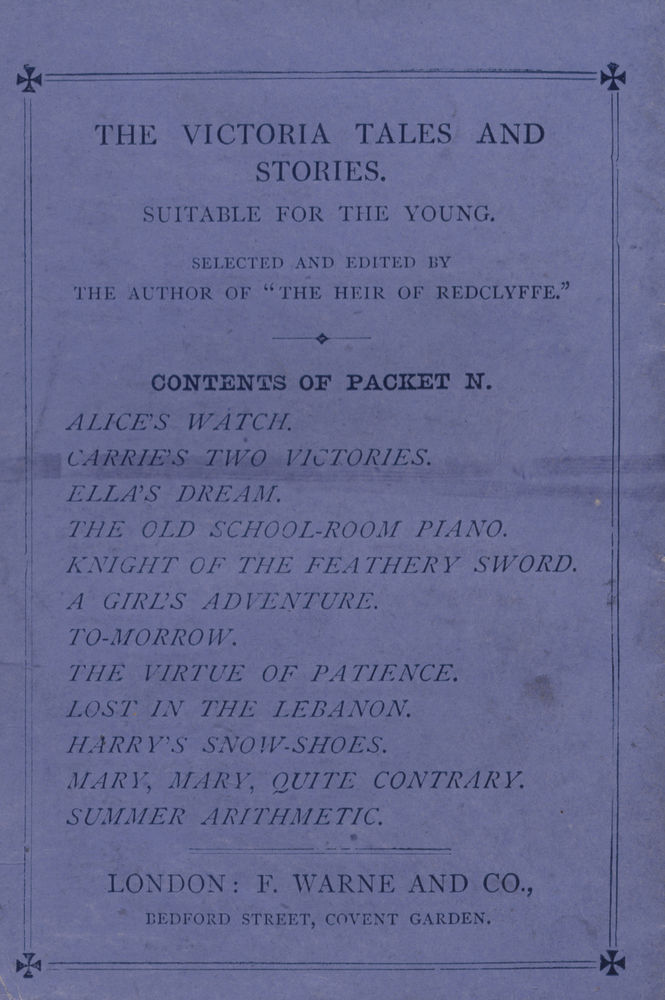 THE VICTORIA TALES AND
STORIES.
SUITABLE FOR THE YOUNG.
SELECTED AND EDITED BY
THE AUTHOR OF "THE HEIR OF REDCLYFFE."
CONTENTS OF PACKET N.
ALICE'S WATCH.
CARRIE'S TWO VICTORIES.
ELLA'S DREAM.
THE OLD SCHOOL-ROOM PIANO.
KNIGHT OF THE FEATHERY SWORD.
A GIRL'S ADVENTURE.
TO-MORROW.
THE VIRTUE OF PATIENCE.
LOST IN THE LEBANON.
HARRY'S SNOW-SHOES.
MARY, MARY, QUITE CONTRARY.
SUMMER ARITHMETIC.
LONDON: F. WARNE AND CO.,
BEDFORD STREET, COVENT GARDEN.